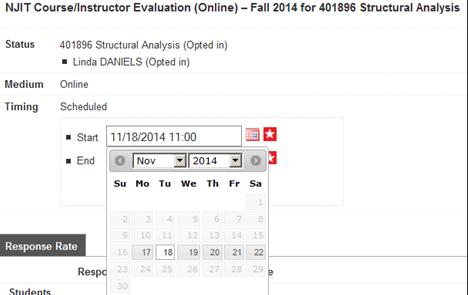 NJIT Course/Instructor Evaluation (Online) – Fall 2014 for 401896 Structural Analysis
Status 401896 Structural Analysis (Opted in)
Linda DANIELS (Opted in)
Medium Online
Timing Scheduled
Start 11/18/2014 11:00
End
Nov 2014
Su Mo Tu We Th Fr Sa
1
2 3 4 5 6 7 8
9 10 11 12 13 14 15
16 17 18 19 20 21 22
23 24 25 26 27 28 29
30
Response Rate
Students